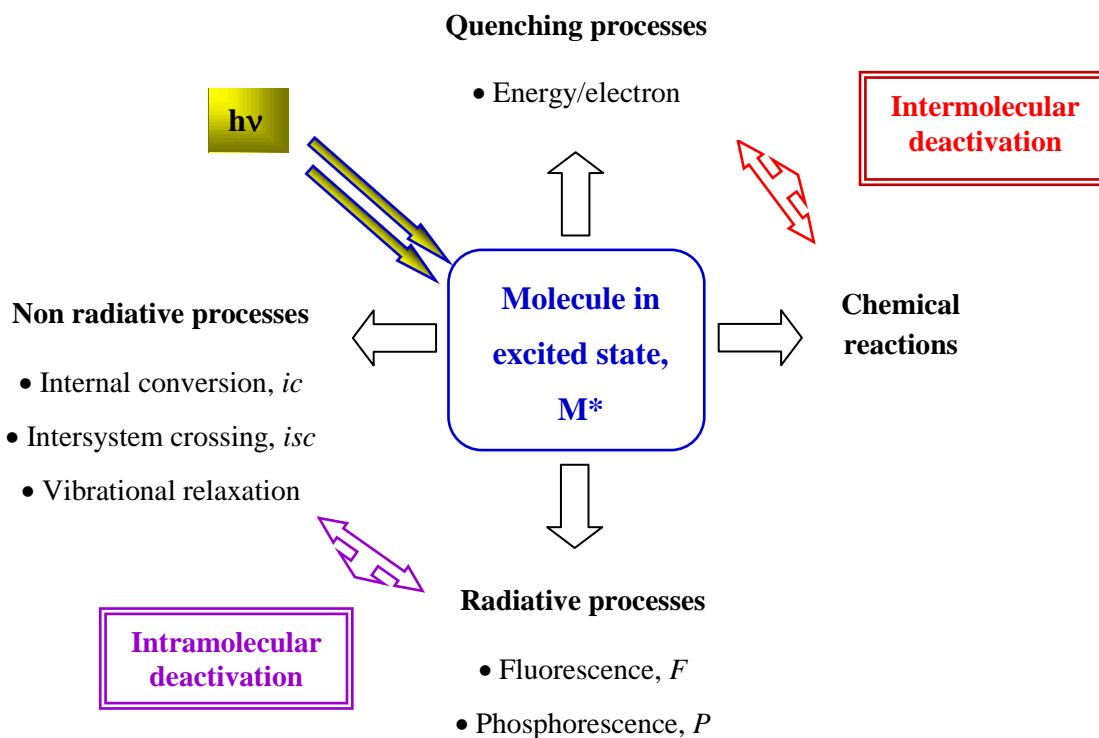 Quenching processes
• Energy/electron
Intermolecular
deactivation
hν
Molecule in
excited state,
M*
Non radiative processes
• Internal conversion, ic
• Intersystem crossing, isc
• Vibrational relaxation
Chemical
reactions
Intramolecular
deactivation
Radiative processes
• Fluorescence, F
• Phosphorescence, P